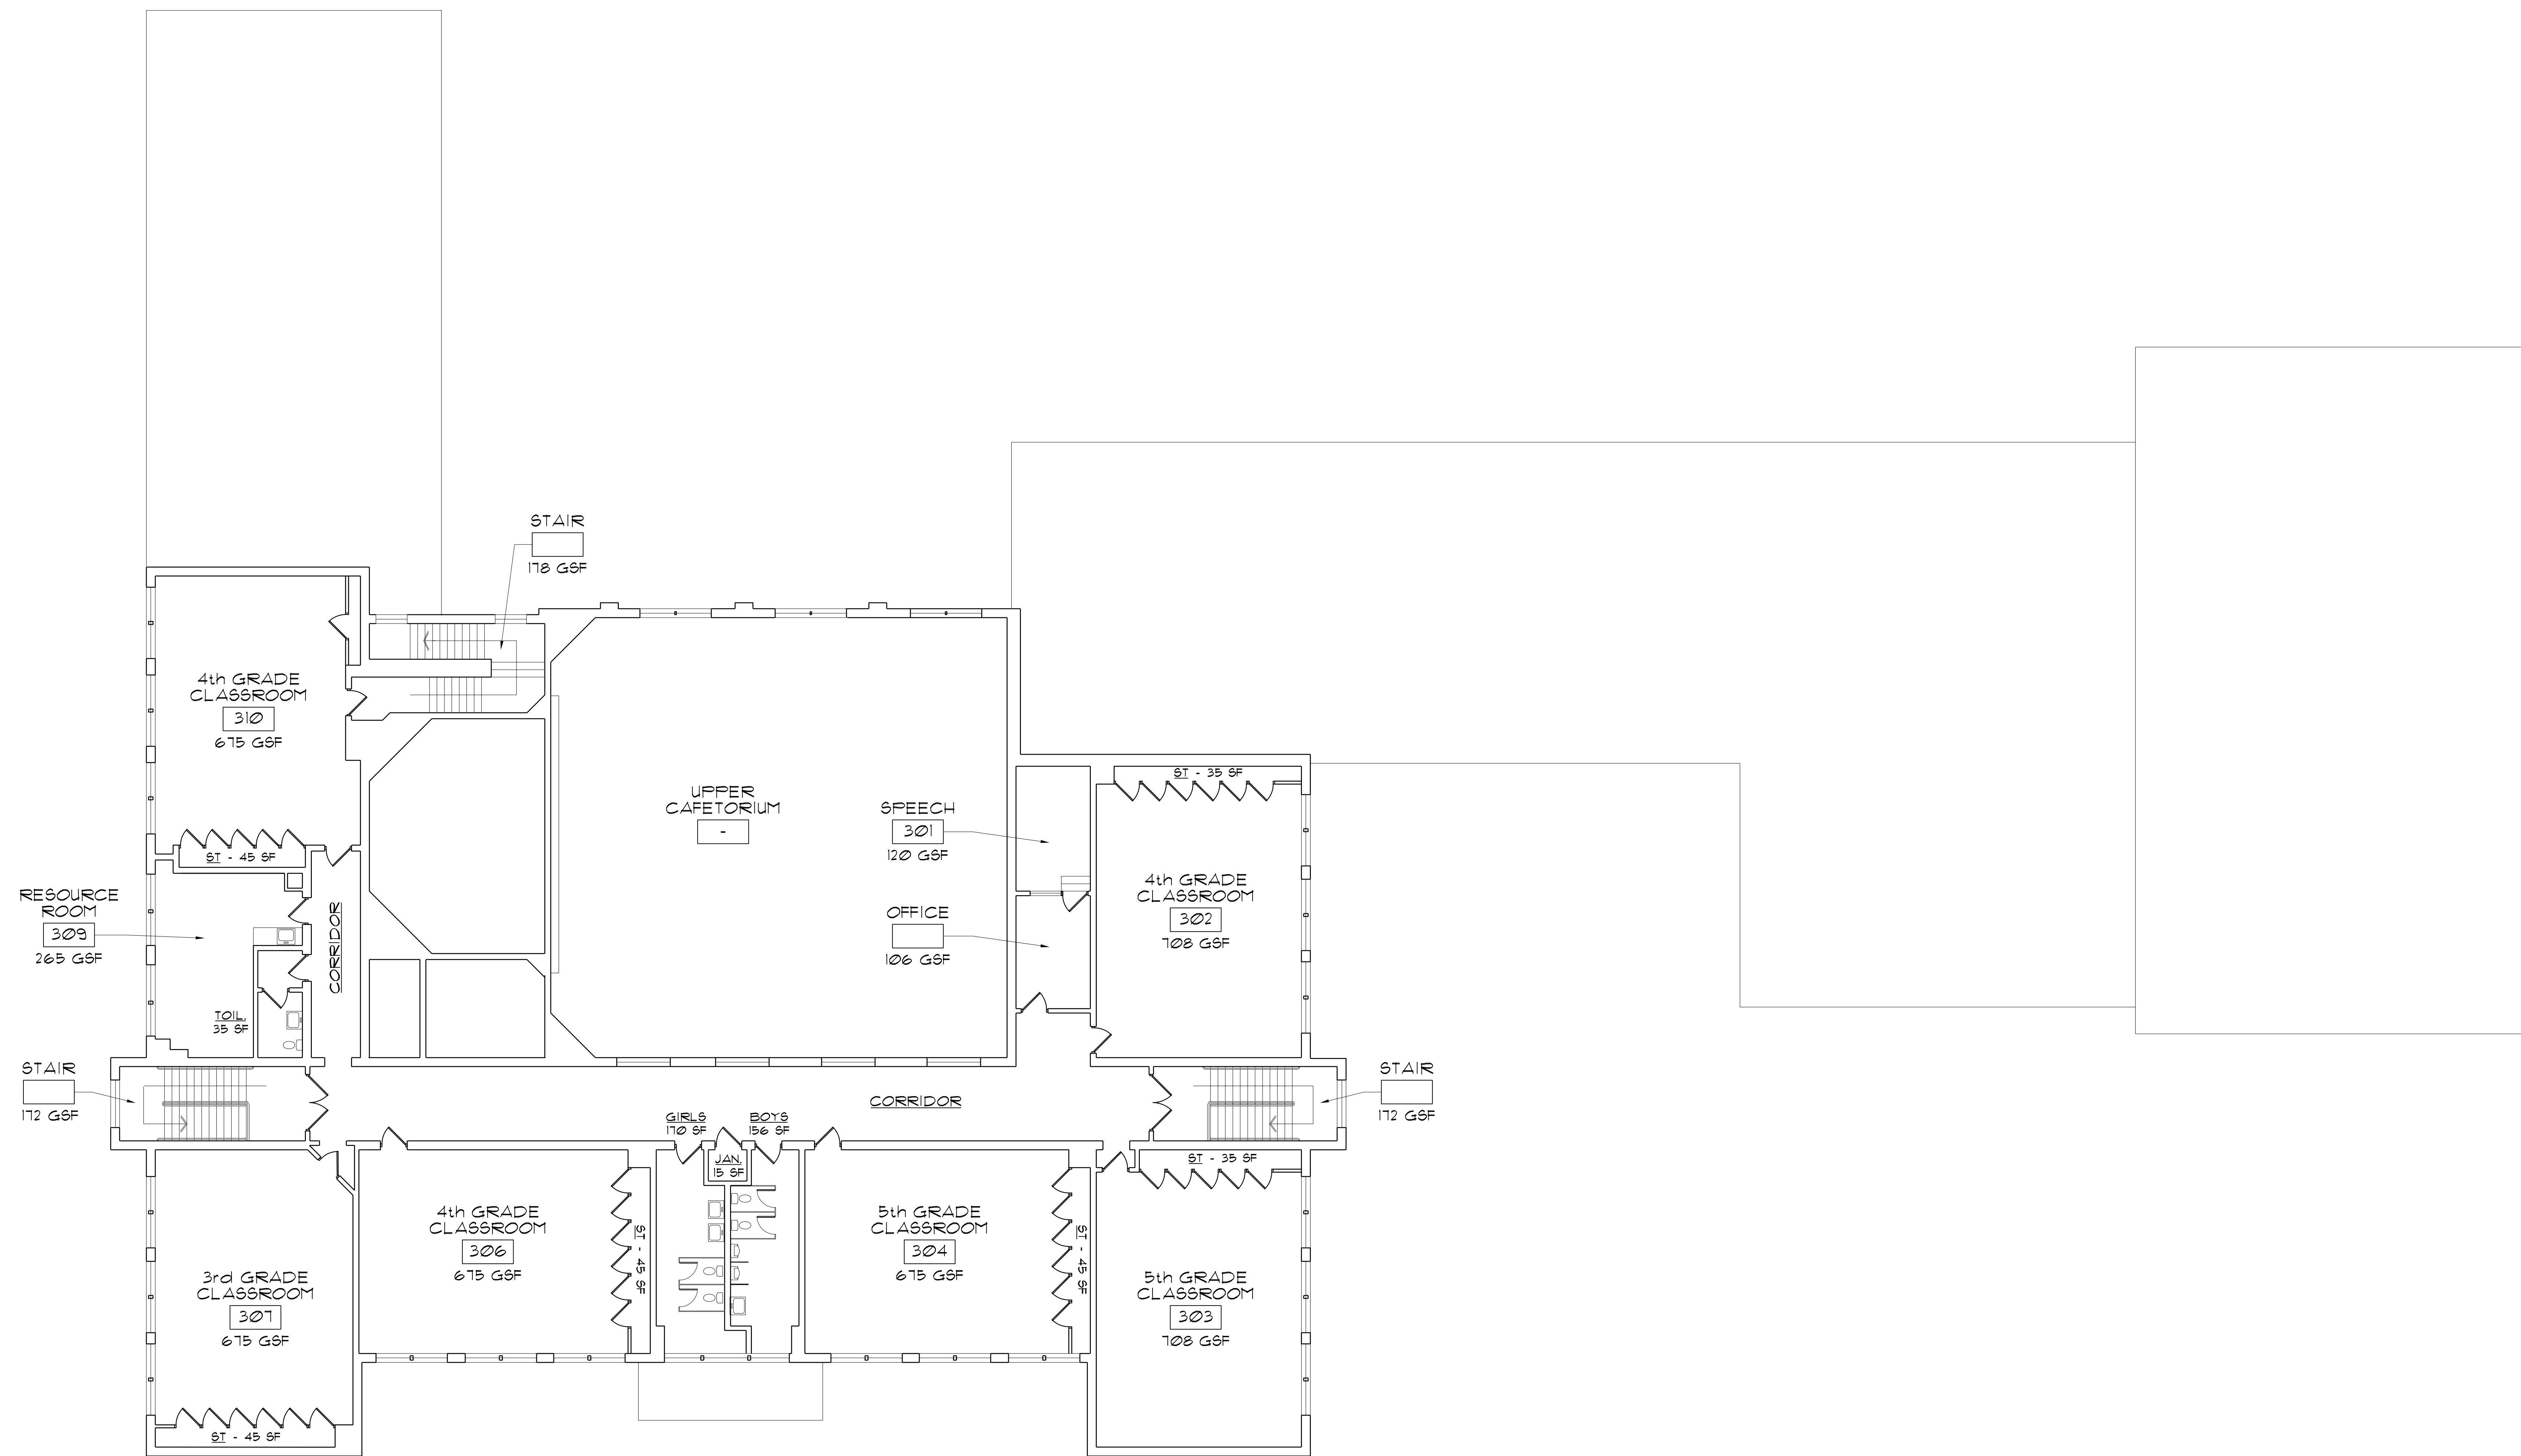 STAIR
178 GSF
4th GRADE
CLASSROOM
310
675 GSF
ST - 45 SF
UPPER
CAFETORIUM
-
SPEECH
301
120 GSF
OFFICE
106 GSF
ST - 35 SF
4th GRADE
CLASSROOM
302
708 GSF
RESOURCE
ROOM
309
265 GSF
CORRIDOR
TOIL.
35 SF
STAIR
172 GSF
CORRIDOR
STAIR
172 GSF
GIRLS
170 SF
BOYS
156 SF
JAN.
15 SF
3rd GRADE
CLASSROOM
307
675 GSF
ST - 45 SF
4th GRADE
CLASSROOM
306
675 GSF
ST - 45 SF
5th GRADE
CLASSROOM
304
675 GSF
ST - 45 SF
ST - 35 SF
5th GRADE
CLASSROOM
303
708 GSF